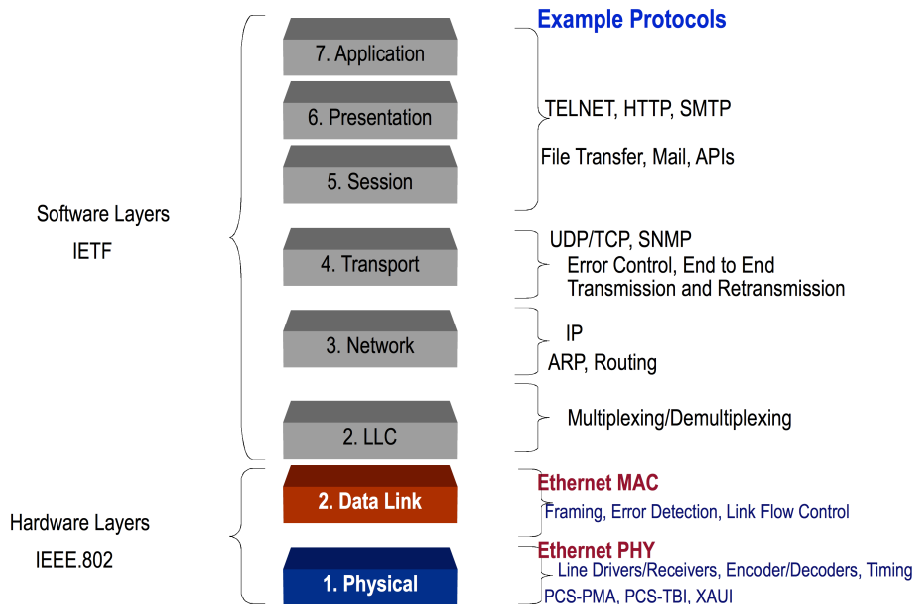 Example Protocols
7. Application
6. Presentation
TELNET, HTTP, SMTP
File Transfer, Mail, APIs
5. Session
Software Layers
IETF
UDP/TCP, SNMP
4. Transport
Error Control, End to End
Transmission and Retransmission
3. Network
IP
ARP, Routing
2. LLC
Multiplexing/Demultiplexing
Hardware Layers
IEEE.802
2. Data Link
Ethernet MAC
Framing, Error Detection, Link Flow Control
1. Physical
Ethernet PHY
Line Drivers/Receivers, Encoder/Decoders, Timing
PCS-PMA, PCS-TBI, XAUI